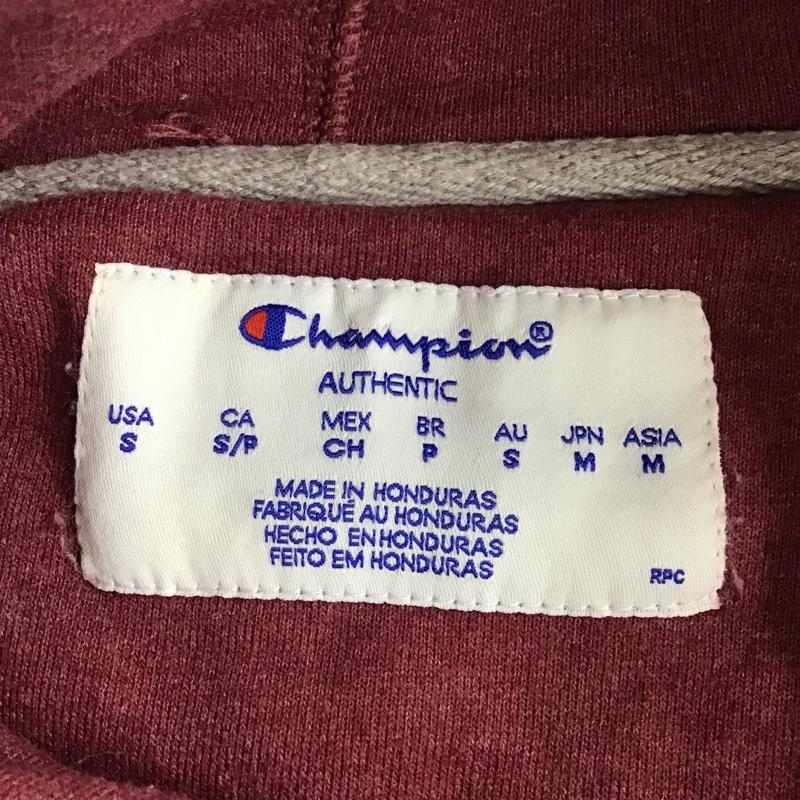 Champion®
AUTHENTIC
USA CA MEX BR AU JPN ASIA
S S/P CH P S M M
MADE IN HONDURAS
FABRIQUÉ AU HONDURAS
HECHO EN HONDURAS
FEITO EM HONDURAS
RPC